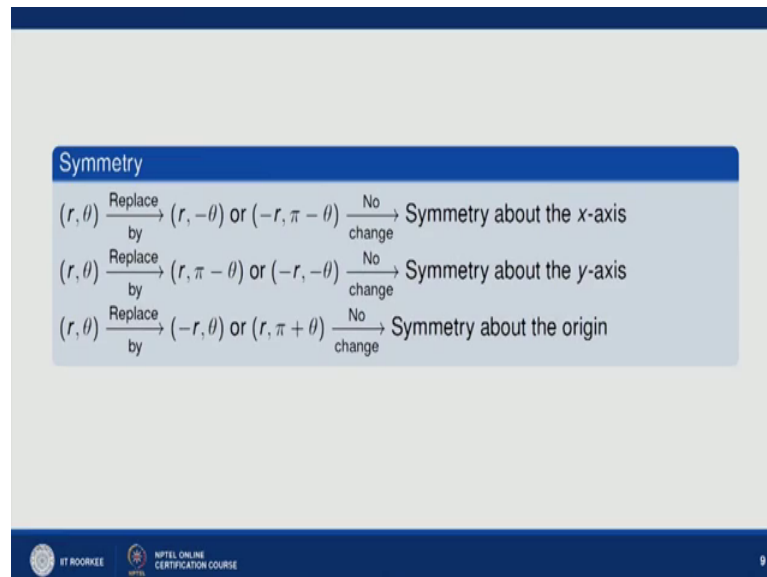 Symmetry
(r, θ) Replace by → (r, −θ) or (−r, π − θ) No change → Symmetry about the x-axis
(r, θ) Replace by → (r, π − θ) or (−r, −θ) No change → Symmetry about the y-axis
(r, θ) Replace by → (−r, θ) or (r, π + θ) No change → Symmetry about the origin
IIT ROORKEE
NPTEL ONLINE
CERTIFICATION COURSE
NPTEL
9